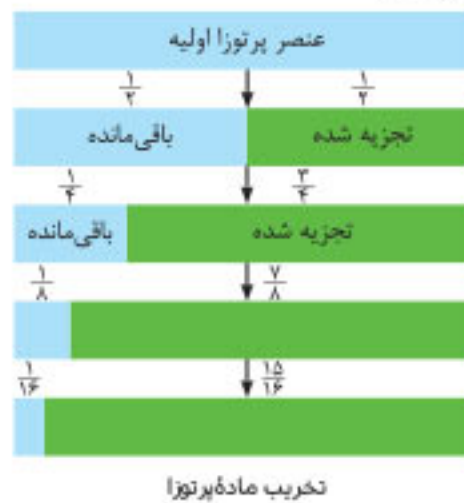 عنصر پرتوزا اولیه
۱/۲ ۱/۲
باقی‌مانده تجزیه شده
۱/۴ ۳/۴
باقی‌مانده تجزیه شده
۱/۸ ۷/۸
۱/۱۶ ۱۵/۱۶
تخریب مادهٔ پرتوزا